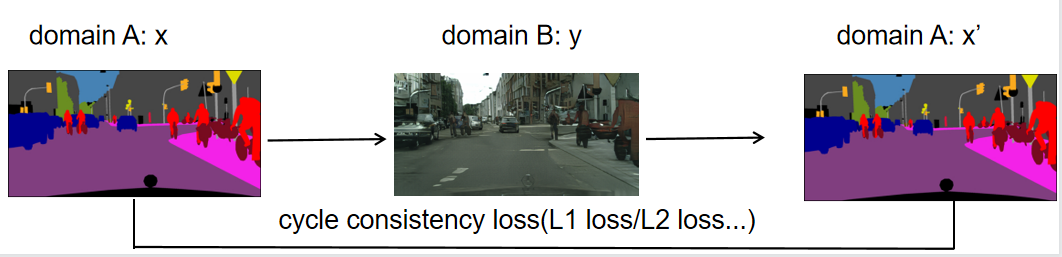 domain A: x
domain B: y
domain A: x’
cycle consistency loss(L1 loss/L2 loss...)